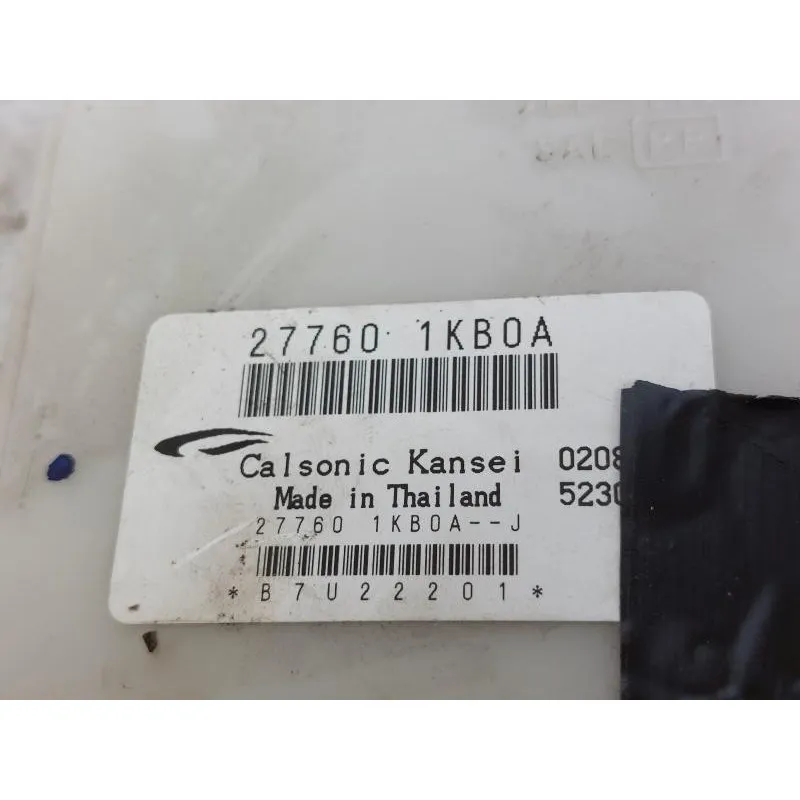 27760 1KB0A
Calsonic Kansei 0208
Made in Thailand 5230
27760 1KB0A--J
*B7U22201*